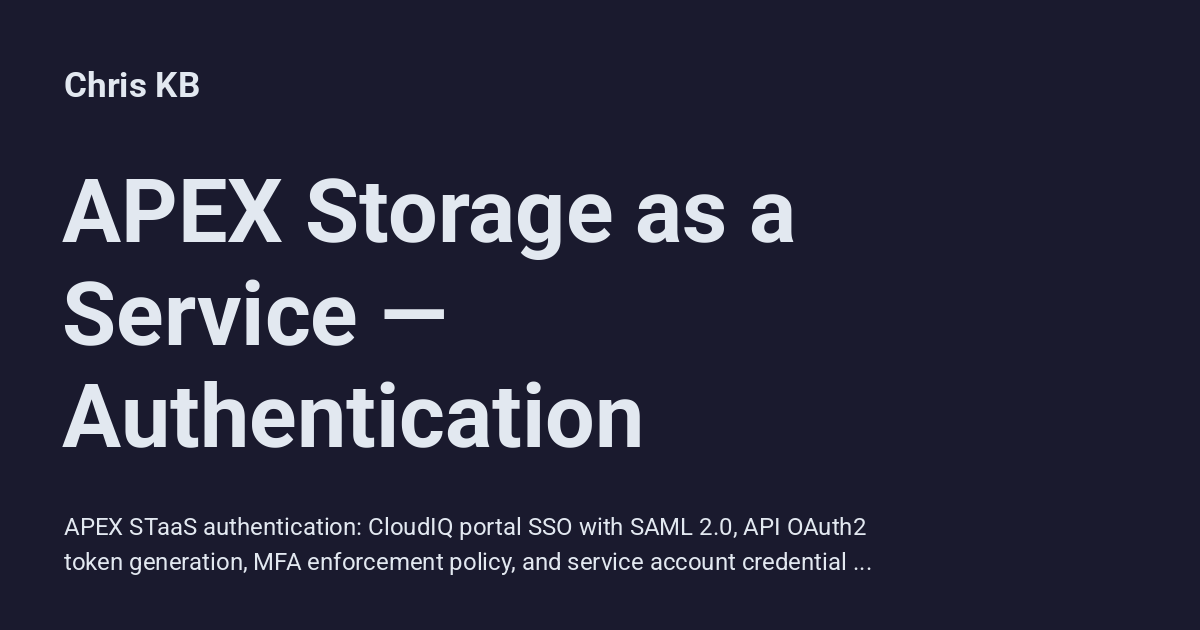 Chris KB
APEX Storage as a
Service —
Authentication
APEX STaaS authentication: CloudIQ portal SSO with SAML 2.0, API OAuth2
token generation, MFA enforcement policy, and service account credential ...